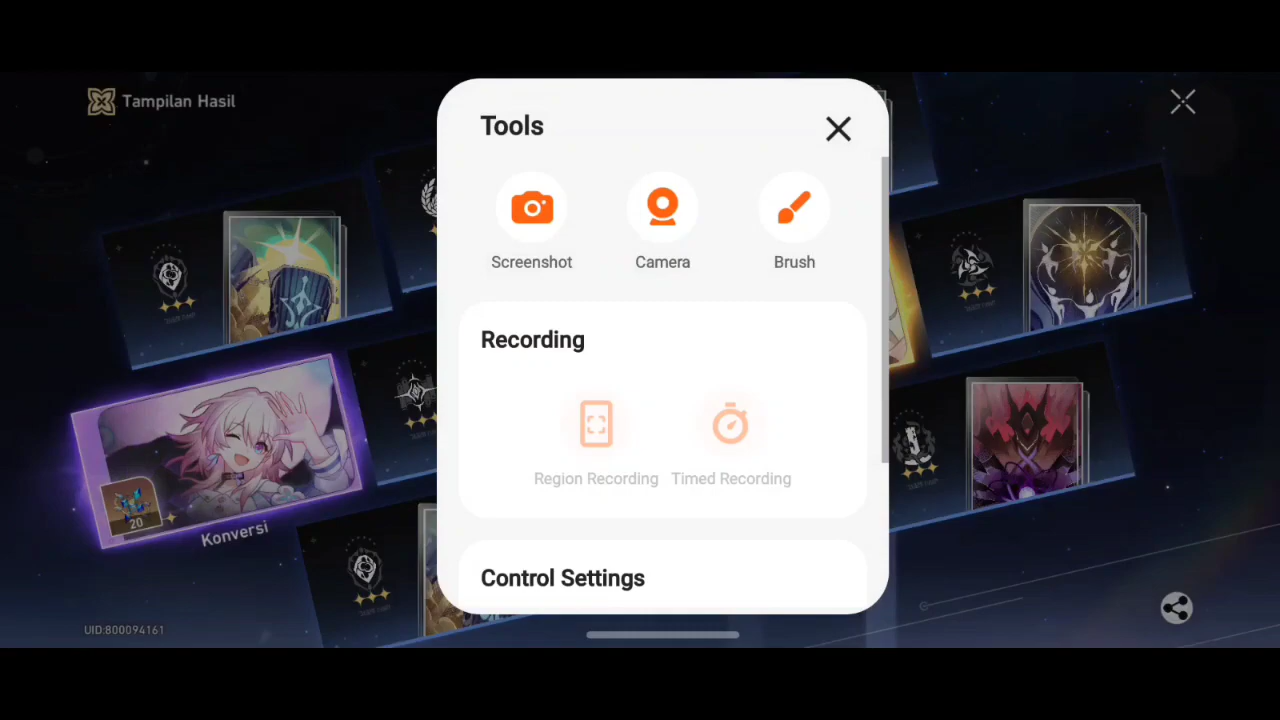 Tampilan Hasil
Tools
Screenshot
Camera
Brush
Recording
Region Recording
Timed Recording
20
Konversi
Control Settings
UID:800094161